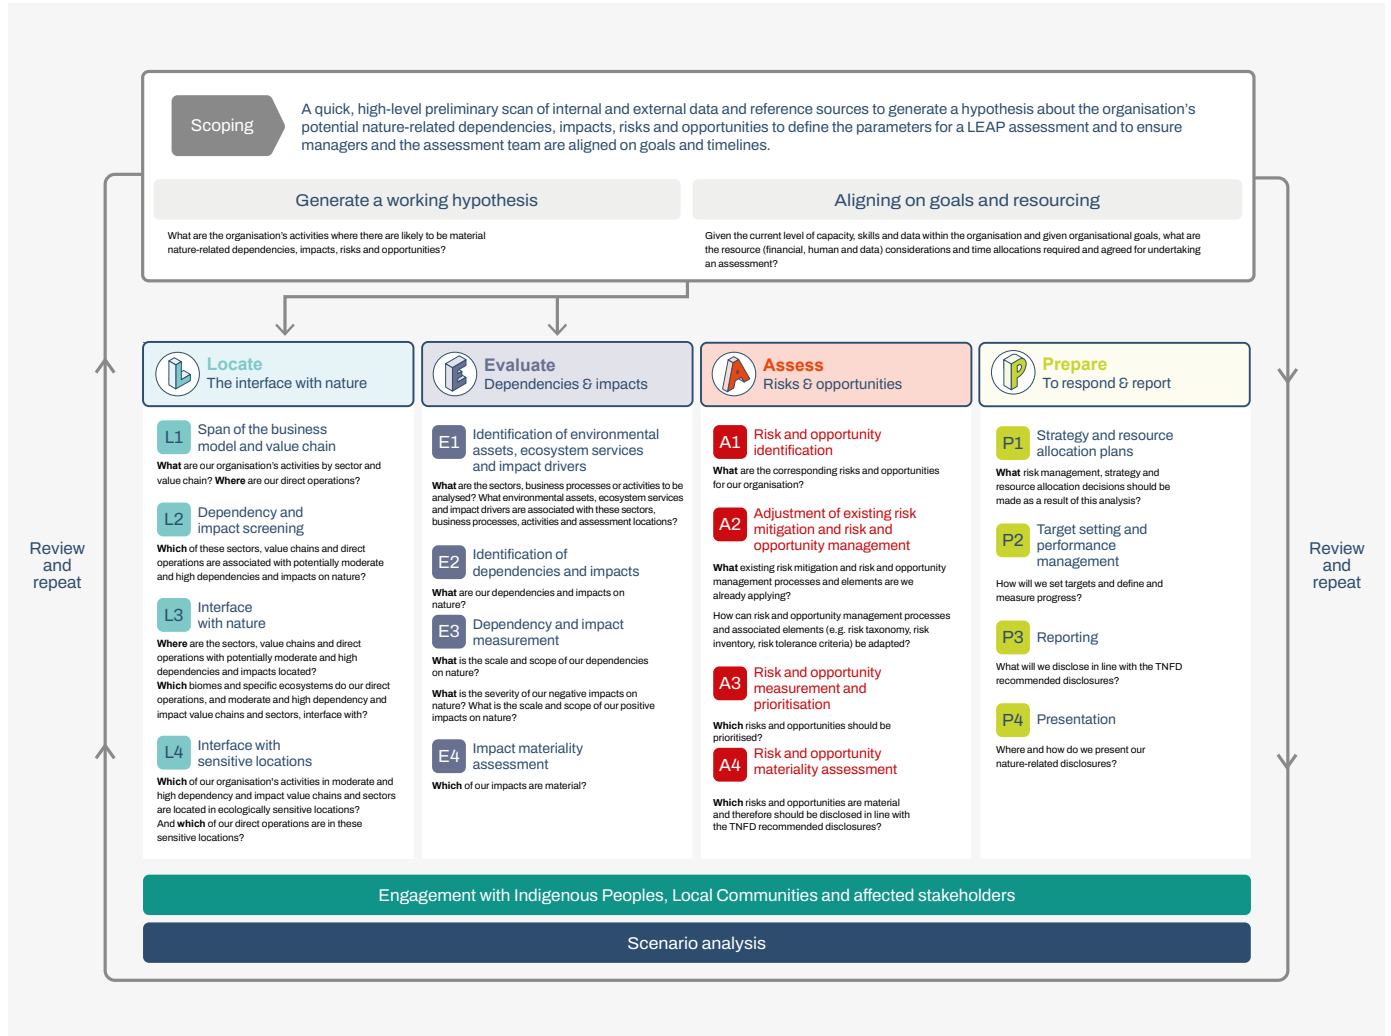 Scoping
A quick, high-level preliminary scan of internal and external data and reference sources to generate a hypothesis about the organisation's
potential nature-related dependencies, impacts, risks and opportunities to define the parameters for a LEAP assessment and to ensure
managers and the assessment team are aligned on goals and timelines.
Generate a working hypothesis
What are the organisation's activities where there are likely to be material
nature-related dependencies, impacts, risks and opportunities?
Aligning on goals and resourcing
Given the current level of capacity, skills and data within the organisation and given organisational goals, what are
the resource (financial, human and data) considerations and time allocations required and agreed for undertaking
an assessment?
Review
and
repeat
L
Locate
The interface with nature
L1
Span of the business
model and value chain
What are our organisation's activities by sector and
value chain? Where are our direct operations?
L2
Dependency and
impact screening
Which of these sectors, value chains and direct
operations are associated with potentially moderate
and high dependencies and impacts on nature?
L3
Interface
with nature
Where are the sectors, value chains and direct
operations with potentially moderate and high
dependencies and impacts located?
Which biomes and specific ecosystems do our direct
operations, and moderate and high dependency and
impact value chains and sectors, interface with?
L4
Interface with
sensitive locations
Which of our organisation's activities in moderate and
high dependency and impact value chains and sectors
are located in ecologically sensitive locations?
And which of our direct operations are in these
sensitive locations?
E
Evaluate
Dependencies & impacts
E1
Identification of environmental
assets, ecosystem services
and impact drivers
What are the sectors, business processes or activities to be
analysed? What environmental assets, ecosystem services
and impact drivers are associated with these sectors,
business processes, activities and assessment locations?
E2
Identification of
dependencies and impacts
What are our dependencies and impacts on
nature?
E3
Dependency and impact
measurement
What is the scale and scope of our dependencies
on nature?
What is the severity of our negative impacts on
nature? What is the scale and scope of our positive
impacts on nature?
E4
Impact materiality
assessment
Which of our impacts are material?
A
Assess
Risks & opportunities
A1
Risk and opportunity
identification
What are the corresponding risks and opportunities
for our organisation?
A2
Adjustment of existing risk
mitigation and risk and
opportunity management
What existing risk mitigation and risk and opportunity
management processes and elements are we
already applying?
How can risk and opportunity management processes
and associated elements (e.g. risk taxonomy, risk
inventory, risk tolerance criteria) be adapted?
A3
Risk and opportunity
measurement and
prioritisation
Which risks and opportunities should be
prioritised?
A4
Risk and opportunity
materiality assessment
Which risks and opportunities are material
and therefore should be disclosed in line with
the TNFD recommended disclosures?
P
Prepare
To respond & report
P1
Strategy and resource
allocation plans
What risk management, strategy and
resource allocation decisions should be
made as a result of this analysis?
P2
Target setting and
performance
management
How will we set targets and define and
measure progress?
P3
Reporting
What will we disclose in line with the TNFD
recommended disclosures?
P4
Presentation
Where and how do we present our
nature-related disclosures?
Review
and
repeat
Engagement with Indigenous Peoples, Local Communities and affected stakeholders
Scenario analysis